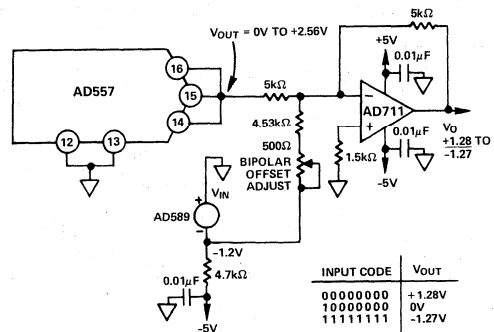 5kΩ
VOUT = 0V TO +2.56V
+5V
0.01µF
16
AD557
15
5kΩ
AD711
14
4.53kΩ
0.01µF
VO
+1.28 TO
-1.27
12
13
500Ω
BIPOLAR
OFFSET
ADJUST
1.5kΩ
-5V
+
VIN
AD589
-
-1.2V
4.7kΩ
0.01µF
-5V
INPUT CODE VOUT
00000000 +1.28V
10000000 0V
11111111 -1.27V